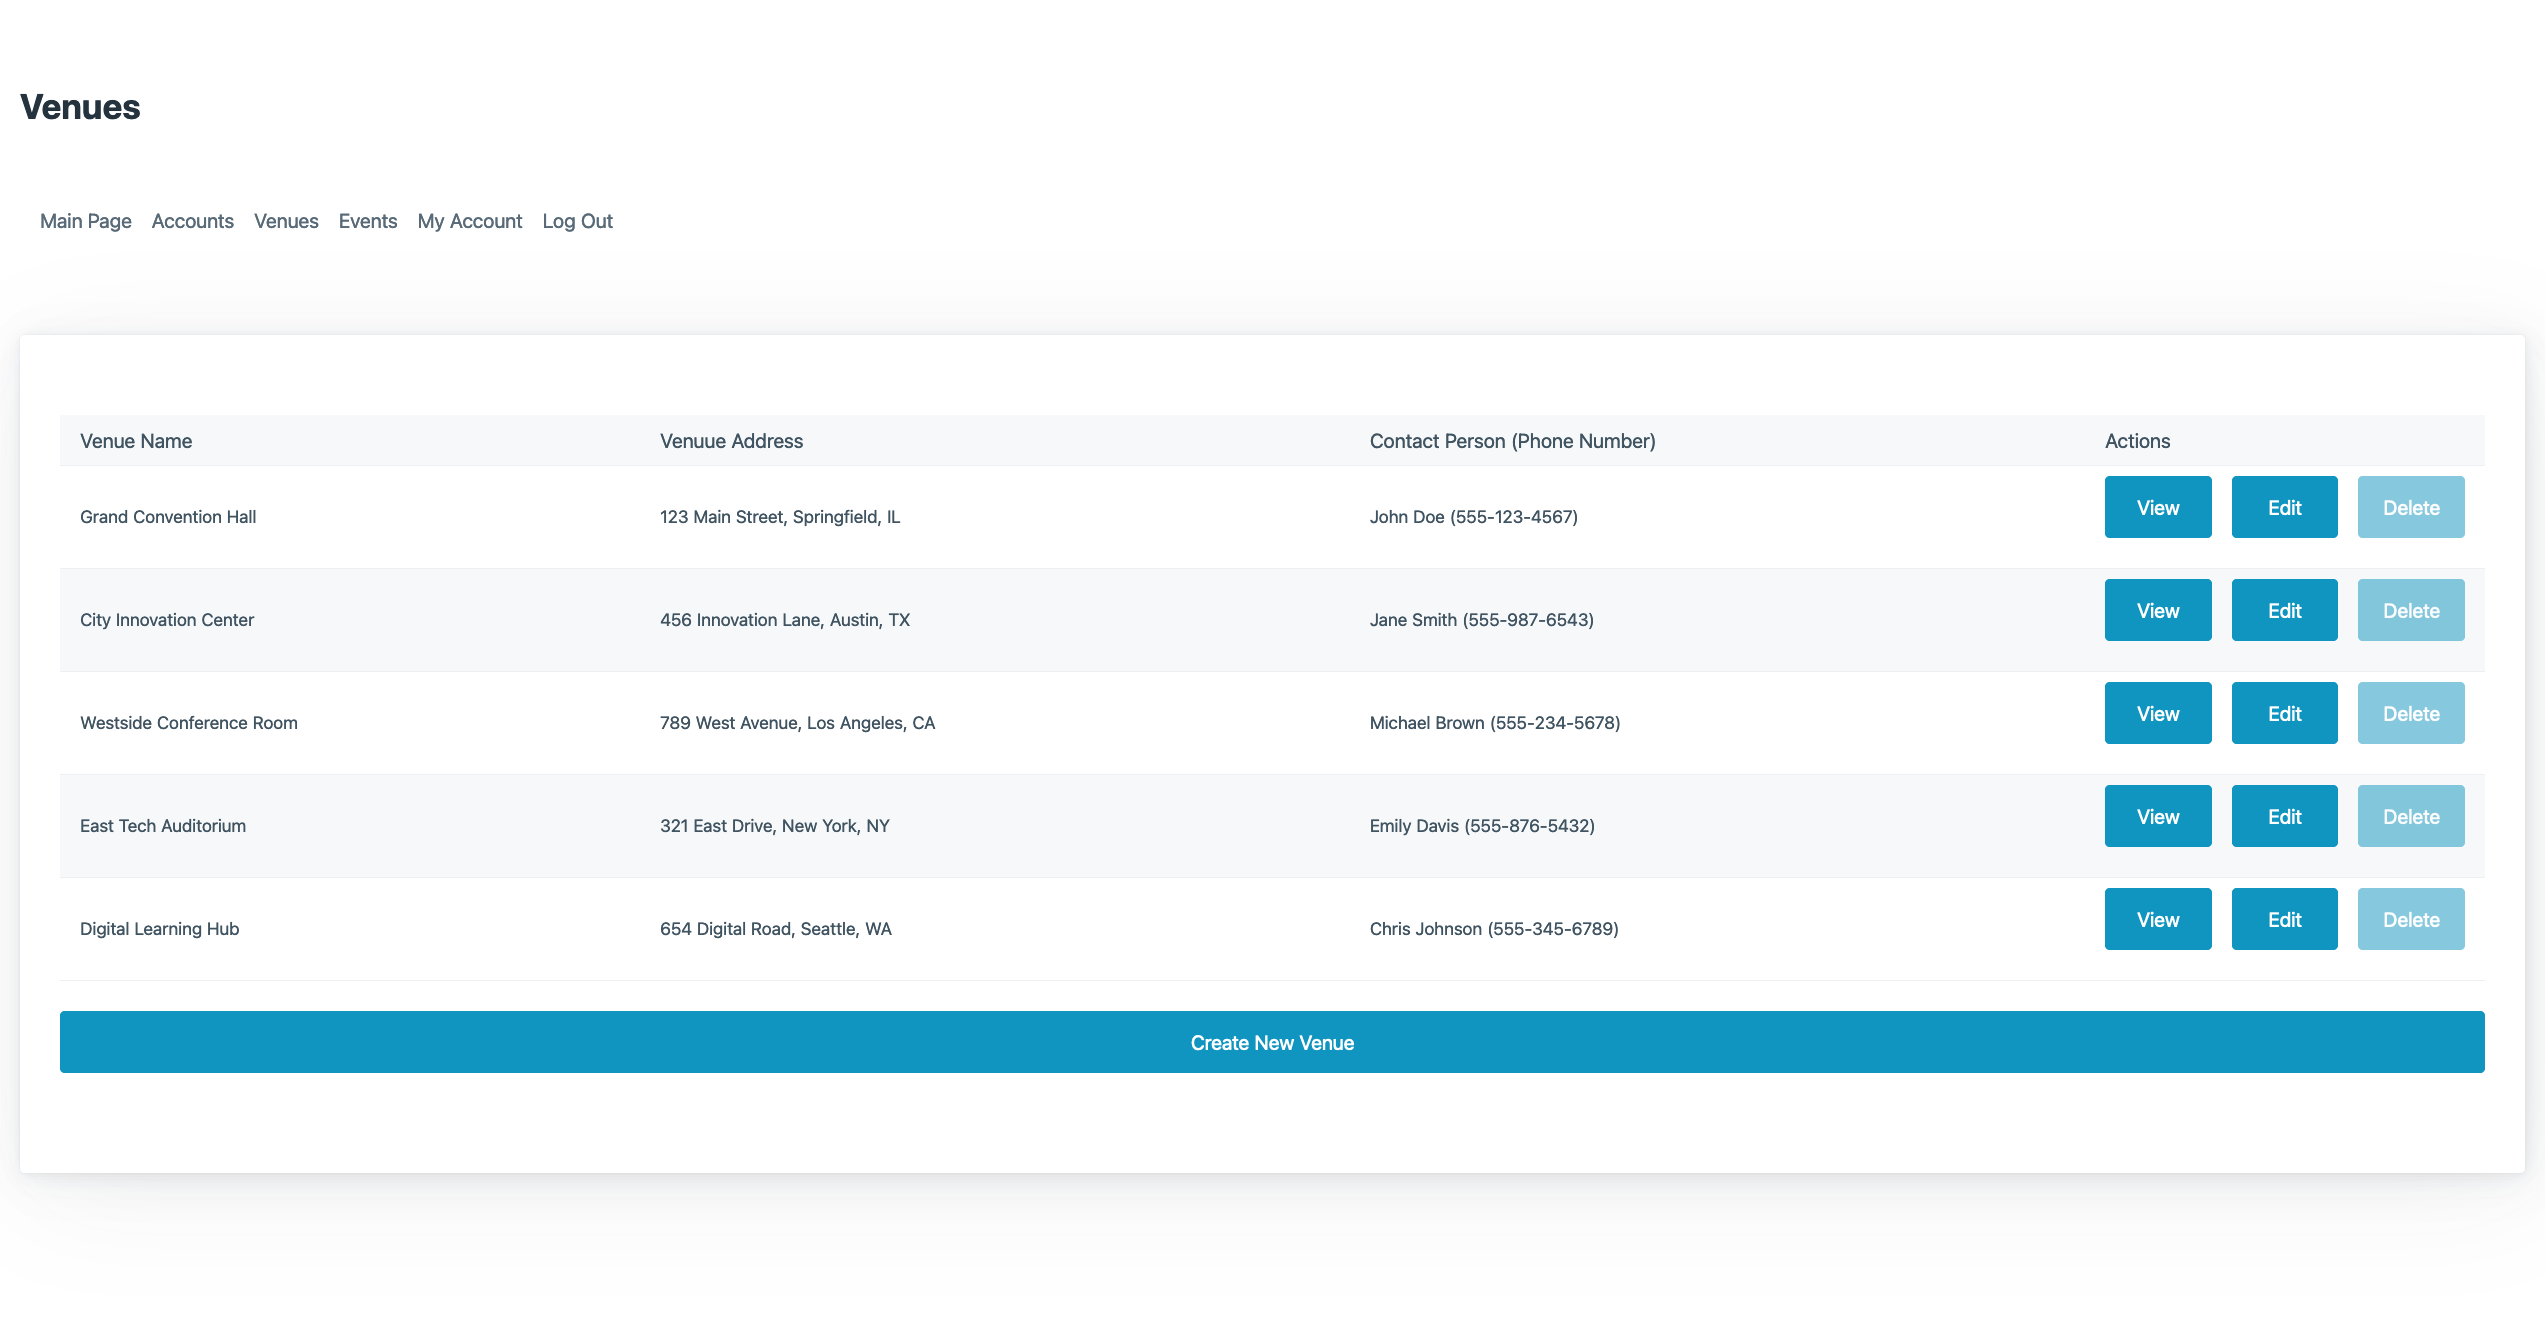 Venues
Main Page Accounts Venues Events My Account Log Out
Venue Name Venuue Address Contact Person (Phone Number) Actions
Grand Convention Hall 123 Main Street, Springfield, IL John Doe (555-123-4567) View Edit Delete
City Innovation Center 456 Innovation Lane, Austin, TX Jane Smith (555-987-6543) View Edit Delete
Westside Conference Room 789 West Avenue, Los Angeles, CA Michael Brown (555-234-5678) View Edit Delete
East Tech Auditorium 321 East Drive, New York, NY Emily Davis (555-876-5432) View Edit Delete
Digital Learning Hub 654 Digital Road, Seattle, WA Chris Johnson (555-345-6789) View Edit Delete
Create New Venue